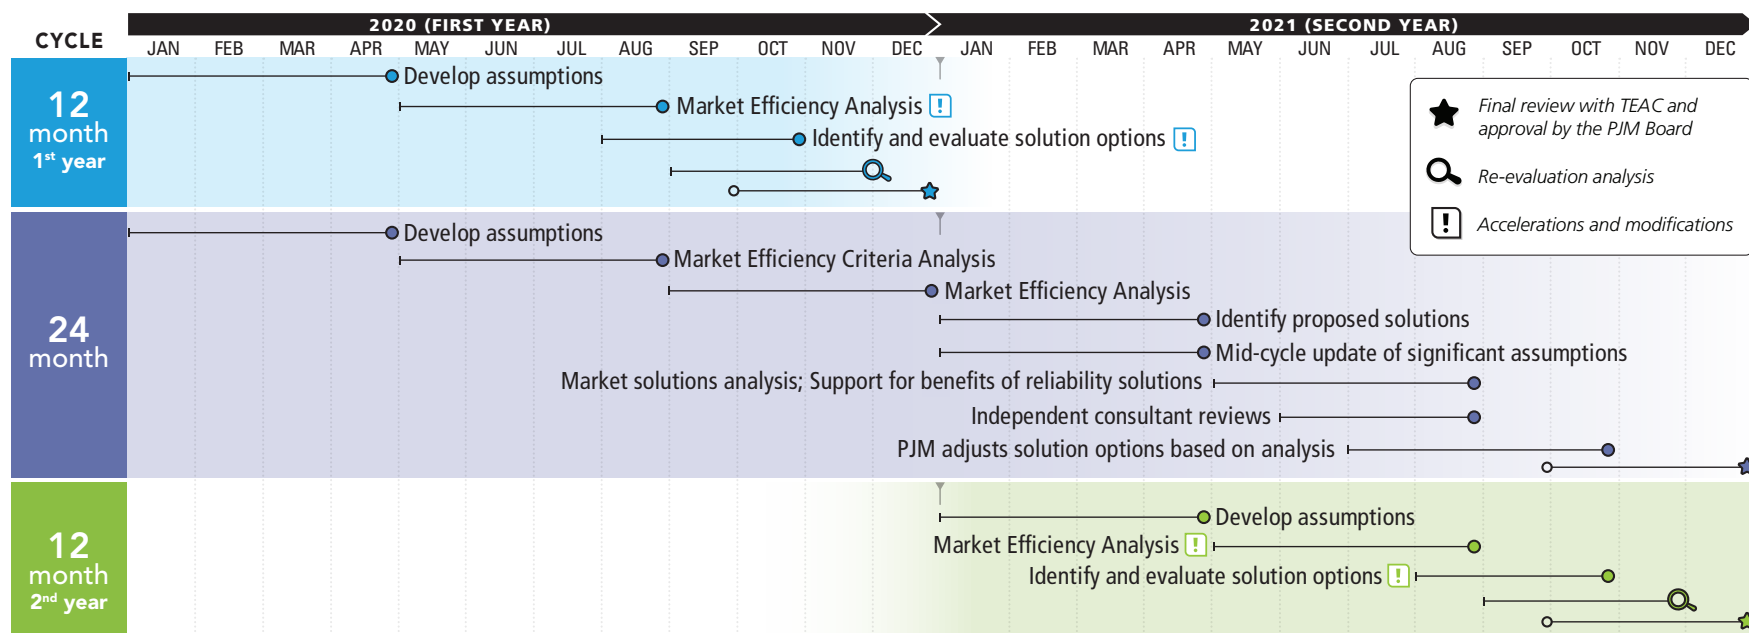 2020 (FIRST YEAR)
2021 (SECOND YEAR)
CYCLE
JAN FEB MAR APR MAY JUN JUL AUG SEP OCT NOV DEC JAN FEB MAR APR MAY JUN JUL AUG SEP OCT NOV DEC
12
month
1st year
Develop assumptions
Market Efficiency Analysis !
Identify and evaluate solution options !
Final review with TEAC and
approval by the PJM Board
Re-evaluation analysis
! Accelerations and modifications
24
month
Develop assumptions
Market Efficiency Criteria Analysis
Market Efficiency Analysis
Identify proposed solutions
Mid-cycle update of significant assumptions
Market solutions analysis; Support for benefits of reliability solutions
Independent consultant reviews
PJM adjusts solution options based on analysis
12
month
2nd year
Develop assumptions
Market Efficiency Analysis !
Identify and evaluate solution options !